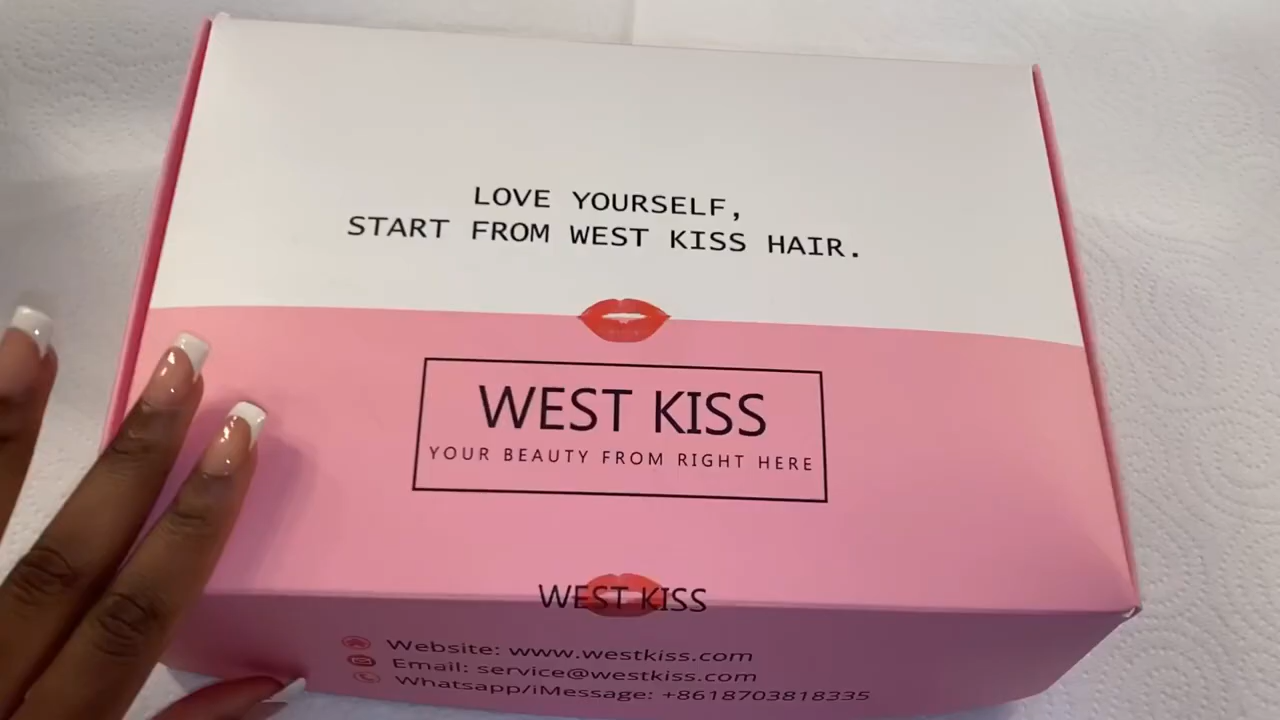 LOVE YOURSELF,
START FROM WEST KISS HAIR.
WEST KISS
YOUR BEAUTY FROM RIGHT HERE
WEST KISS
Website: www.westkiss.com
Email: service@westkiss.com
Whatsapp/iMessage: +8618703818335